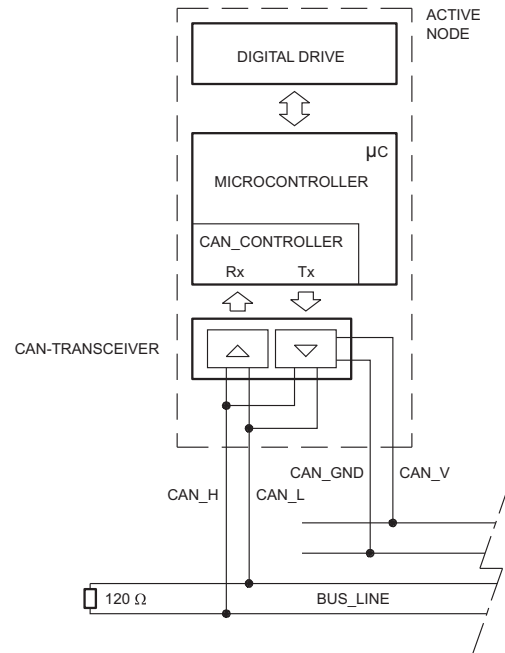 ACTIVE
NODE
DIGITAL DRIVE
μC
MICROCONTROLLER
CAN_CONTROLLER
Rx Tx
CAN-TRANSCEIVER
CAN_GND CAN_V
CAN_H CAN_L
120 Ω BUS_LINE